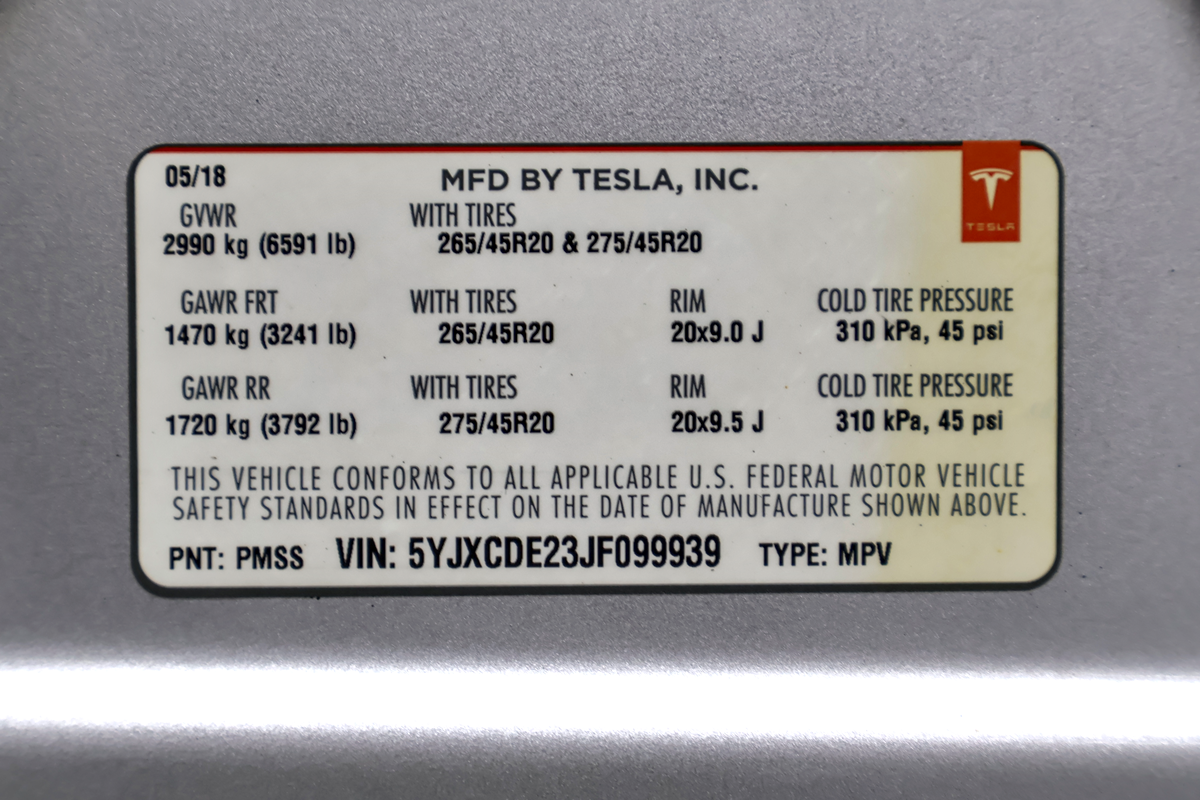 05/18 MFD BY TESLA, INC.
TESLA
GVWR WITH TIRES
2990 kg (6591 lb) 265/45R20 & 275/45R20
GAWR FRT WITH TIRES RIM COLD TIRE PRESSURE
1470 kg (3241 lb) 265/45R20 20x9.0 J 310 kPa, 45 psi
GAWR RR WITH TIRES RIM COLD TIRE PRESSURE
1720 kg (3792 lb) 275/45R20 20x9.5 J 310 kPa, 45 psi
THIS VEHICLE CONFORMS TO ALL APPLICABLE U.S. FEDERAL MOTOR VEHICLE
SAFETY STANDARDS IN EFFECT ON THE DATE OF MANUFACTURE SHOWN ABOVE.
PNT: PMSS VIN: 5YJXCDE23JF099939 TYPE: MPV